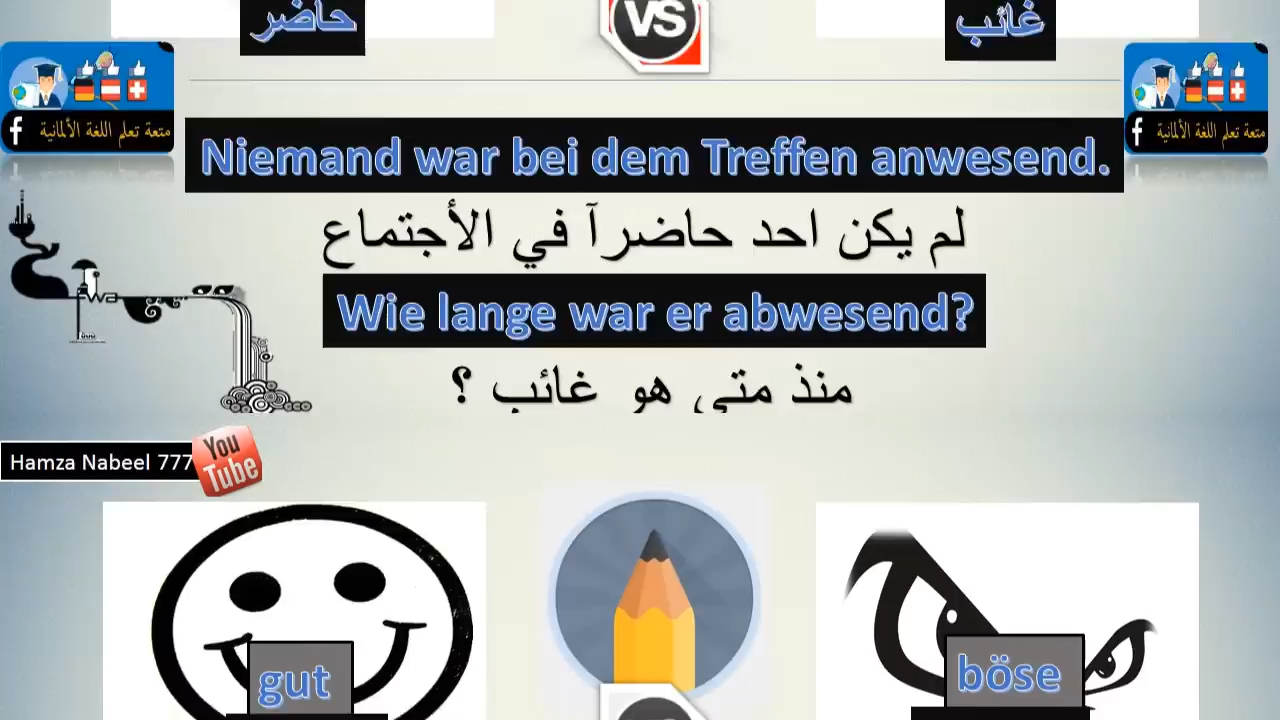 حاضر
VS
غائب
متعة تعلم اللغة الألمانية
متعة تعلم اللغة الألمانية
Niemand war bei dem Treffen anwesend.
لم يكن احد حاضرآ في الأجتماع
Wie lange war er abwesend?
منذ متى هو غائب ؟
Hamza Nabeel 777
You
Tube
gut
böse